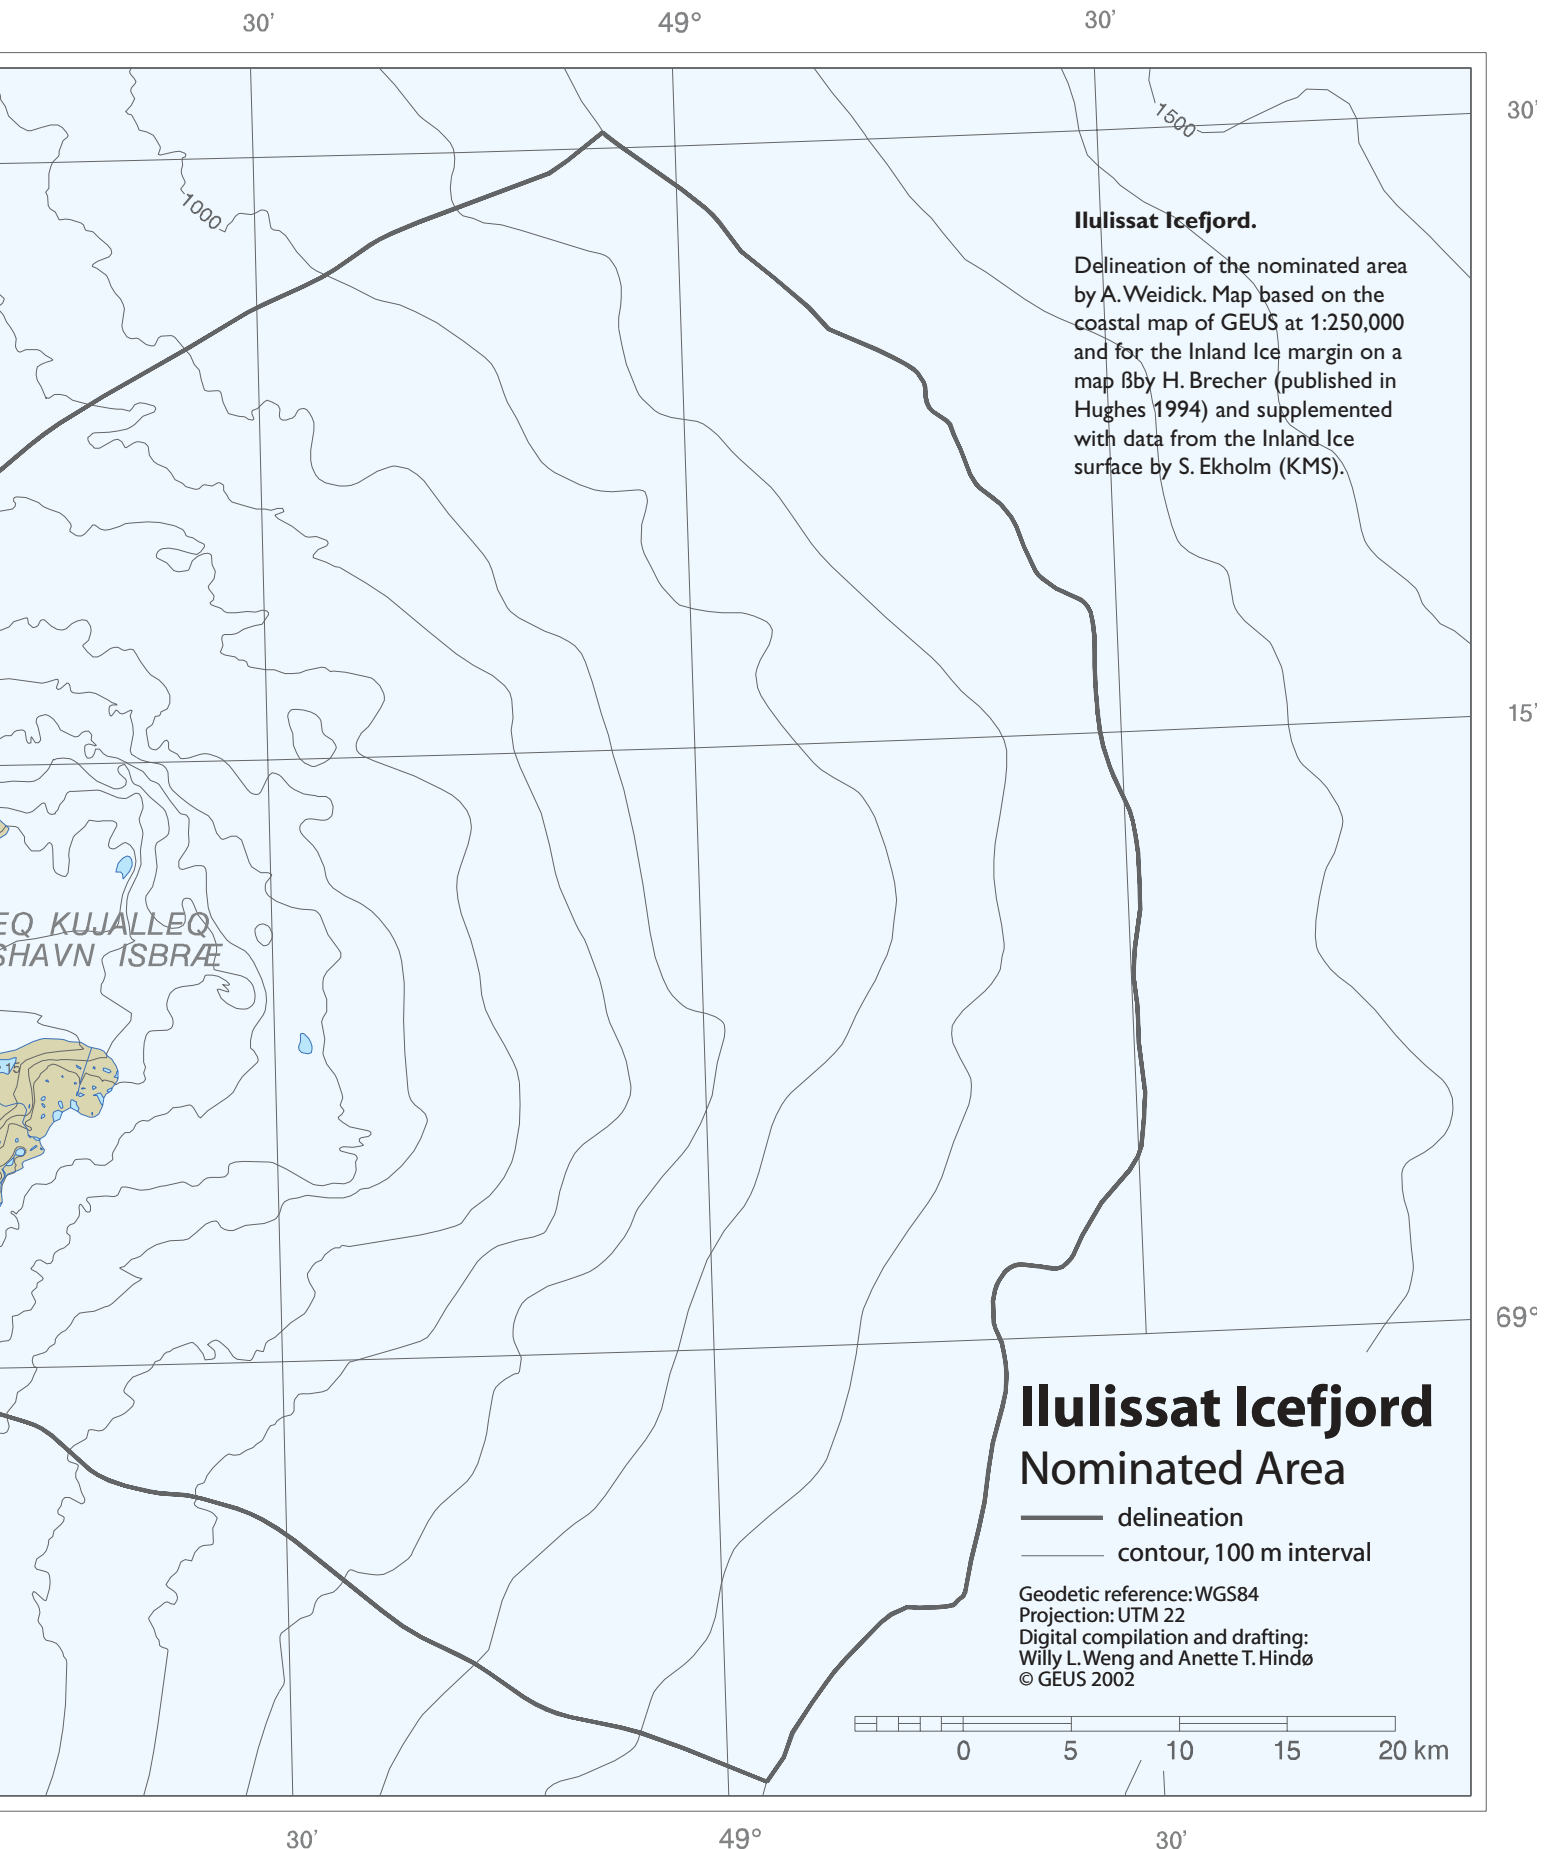 30'
49°
30'
30'
1500
1000
Ilulissat Icefjord.
Delineation of the nominated area
by A. Weidick. Map based on the
coastal map of GEUS at 1:250,000
and for the Inland Ice margin on a
map ßby H. Brecher (published in
Hughes 1994) and supplemented
with data from the Inland Ice
surface by S. Ekholm (KMS).
15'
EQ KUJALLEQ
SHAVN ISBRÆ
15
69°
Ilulissat Icefjord
Nominated Area
delineation
contour, 100 m interval
Geodetic reference: WGS84
Projection: UTM 22
Digital compilation and drafting:
Willy L. Weng and Anette T. Hindø
© GEUS 2002
0 5 10 15 20 km
30'
49°
30'